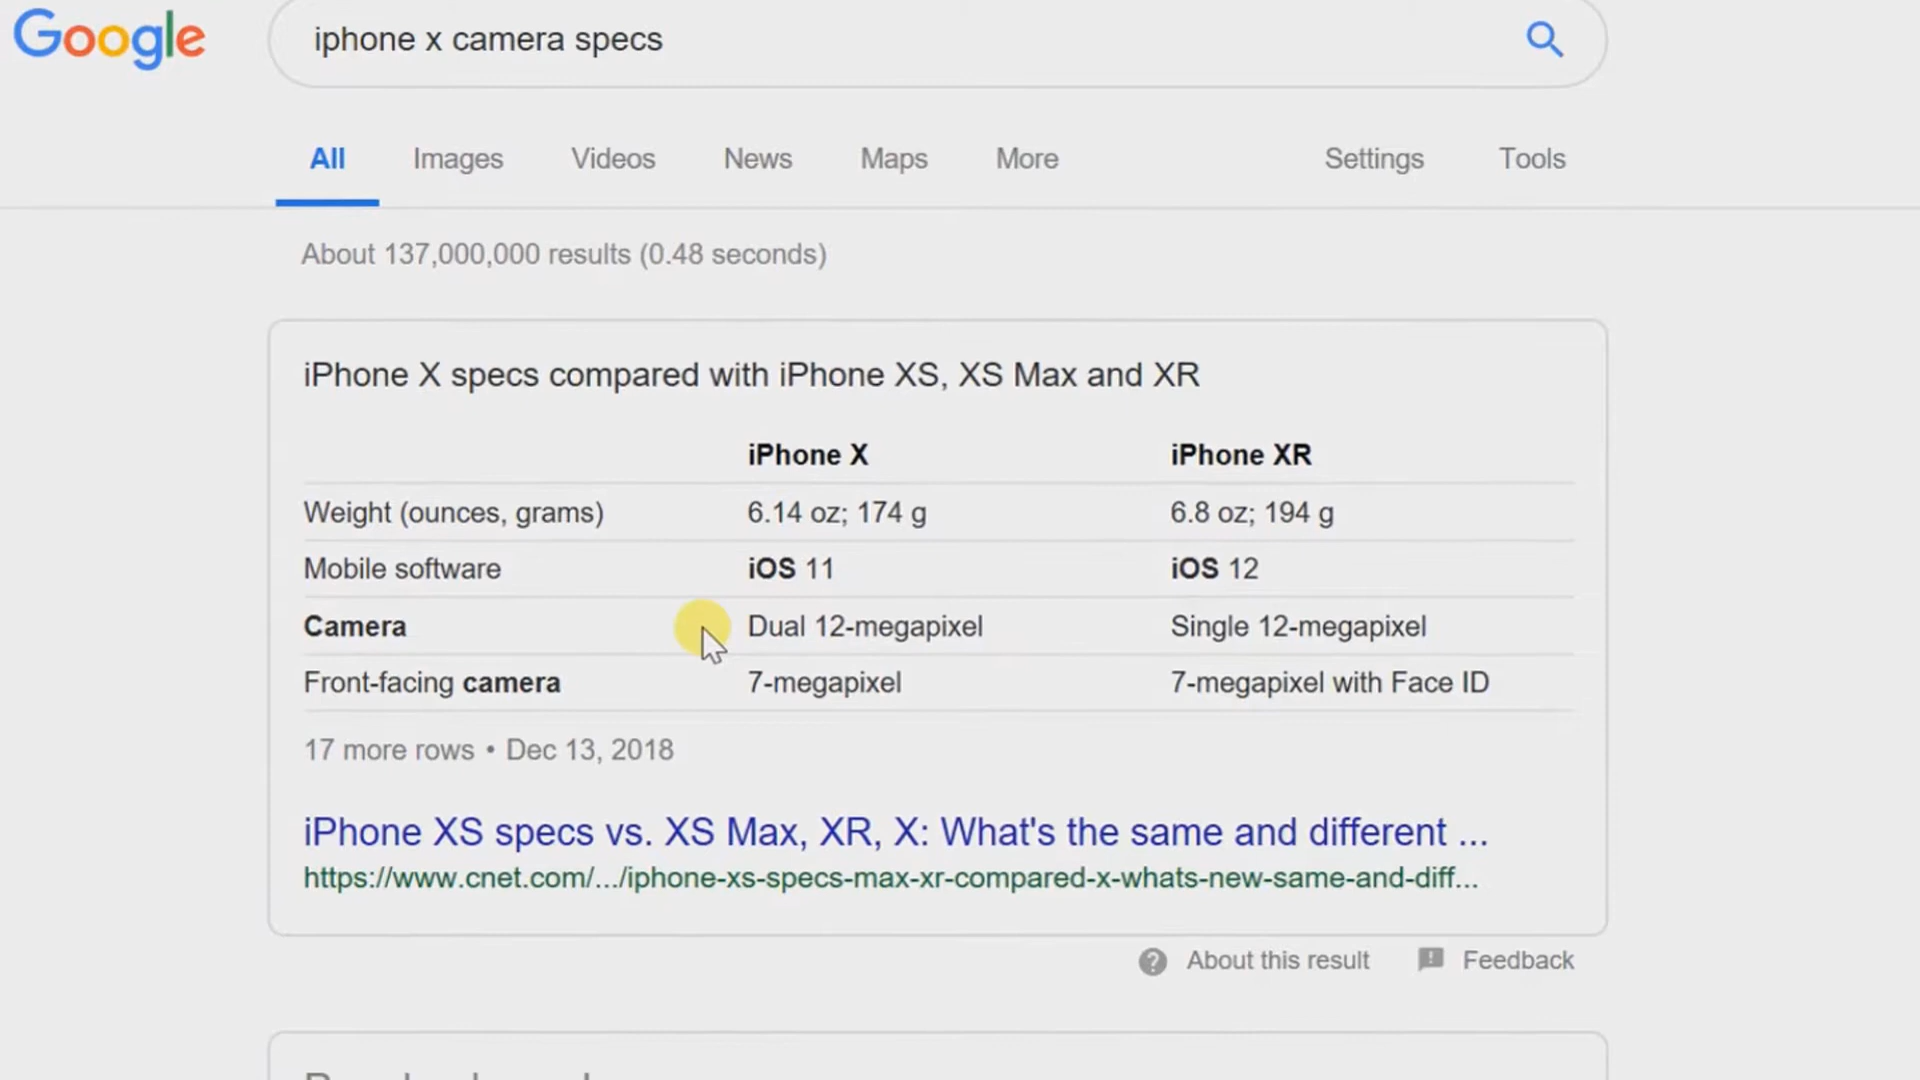 Google
iphone x camera specs
All Images Videos News Maps More Settings Tools
About 137,000,000 results (0.48 seconds)
iPhone X specs compared with iPhone XS, XS Max and XR
iPhone X iPhone XR
Weight (ounces, grams) 6.14 oz; 174 g 6.8 oz; 194 g
Mobile software iOS 11 iOS 12
Camera Dual 12-megapixel Single 12-megapixel
Front-facing camera 7-megapixel 7-megapixel with Face ID
17 more rows • Dec 13, 2018
iPhone XS specs vs. XS Max, XR, X: What's the same and different ...
https://www.cnet.com/.../iphone-xs-specs-max-xr-compared-x-whats-new-same-and-diff...
About this result Feedback